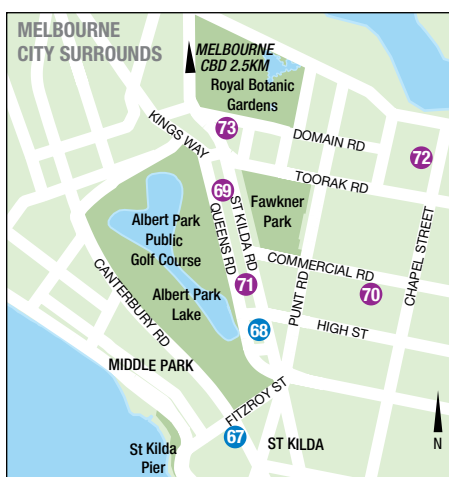 MELBOURNE
CITY SURROUNDS
MELBOURNE
CBD 2.5KM
Royal Botanic
Gardens
KINGS WAY
73
DOMAIN RD
72
TOORAK RD
69
ST KILDA RD
QUEENS RD
Fawkner
Park
Albert Park
Public
Golf Course
COMMERCIAL RD
CHAPEL STREET
71
70
PUNT RD
CANTERBURY RD
Albert Park
Lake
68
HIGH ST
MIDDLE PARK
FITZROY ST
67
ST KILDA
St Kilda
Pier
N